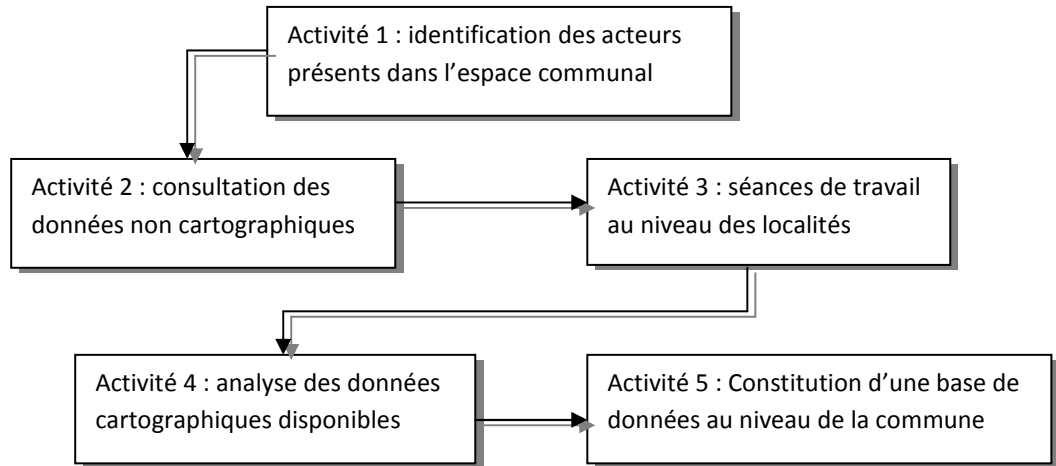 Activité 1 : identification des acteurs
présents dans l’espace communal
Activité 2 : consultation des
données non cartographiques
Activité 3 : séances de travail
au niveau des localités
Activité 4 : analyse des données
cartographiques disponibles
Activité 5 : Constitution d’une base de
données au niveau de la commune